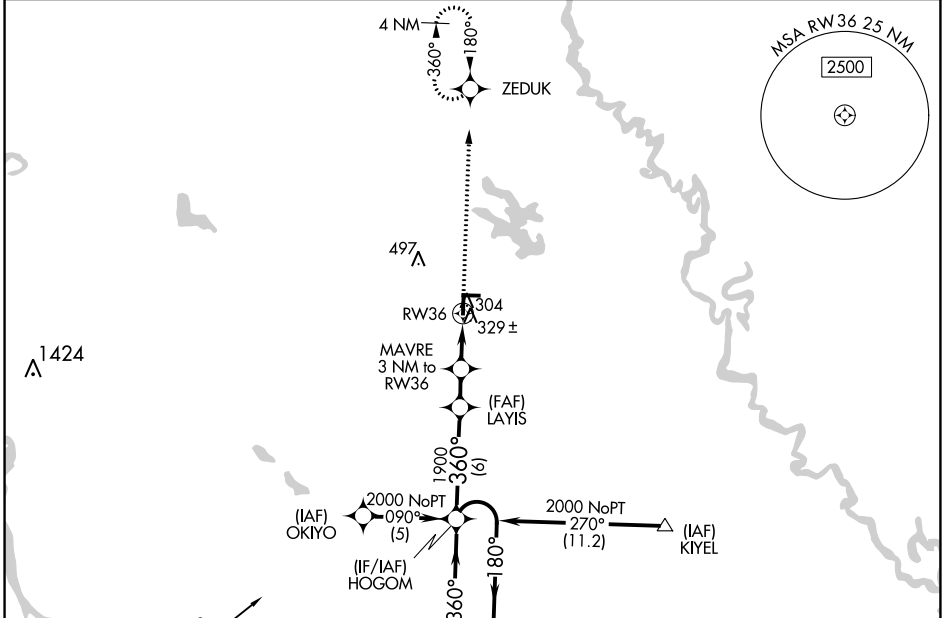 4 NM
360°
180°
ZEDUK
MSA RW36 25 NM
2500
497
304
RW36
329 ±
MAVRE
3 NM to
RW36
1424
(FAF)
LAYIS
1900
360°
(6)
2000 NoPT
090°
(5)
(IAF)
OKIYO
2000 NoPT
270°
(11.2)
(IAF)
KIYEL
(IF/IAF)
HOGOM
180°
360°